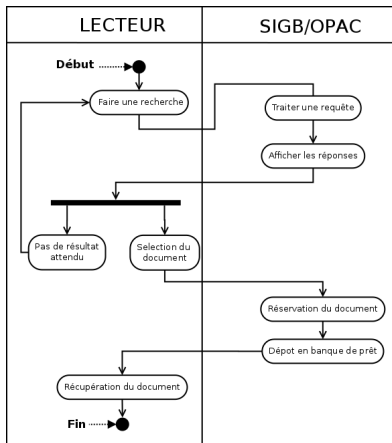 LECTEUR
SIGB/OPAC
Début
Faire une recherche
Traiter une requête
Afficher les réponses
Pas de résultat
attendu
Selection du
document
Réservation du document
Dépot en banque de prêt
Récupération du document
Fin